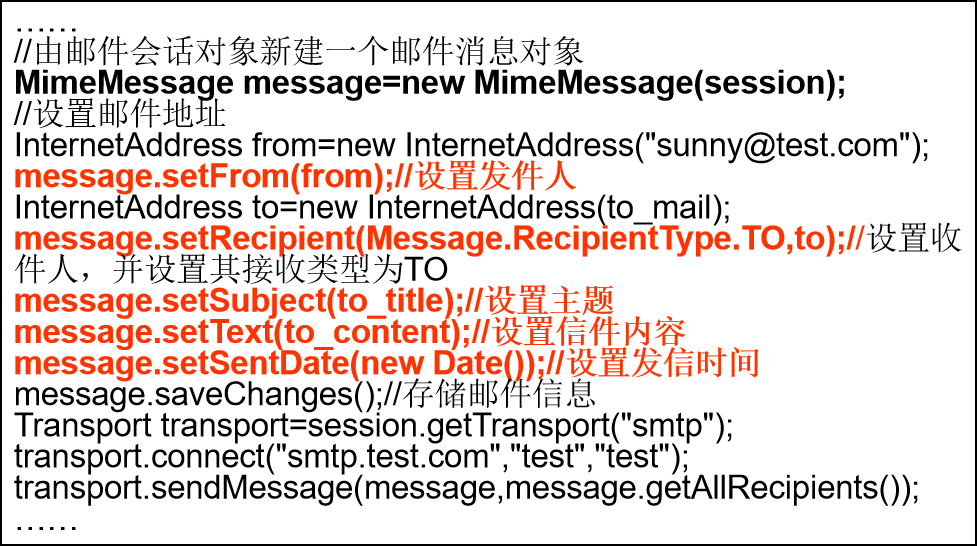 ……
//由邮件会话对象新建一个邮件消息对象
MimeMessage message=new MimeMessage(session);
//设置邮件地址
InternetAddress from=new InternetAddress("sunny@test.com");
message.setFrom(from);//设置发件人
InternetAddress to=new InternetAddress(to_mail);
message.setRecipient(Message.RecipientType.TO,to);//设置收
件人，并设置其接收类型为TO
message.setSubject(to_title);//设置主题
message.setText(to_content);//设置信件内容
message.setSentDate(new Date());//设置发信时间
message.saveChanges();//存储邮件信息
Transport transport=session.getTransport("smtp");
transport.connect("smtp.test.com","test","test");
transport.sendMessage(message,message.getAllRecipients());
……